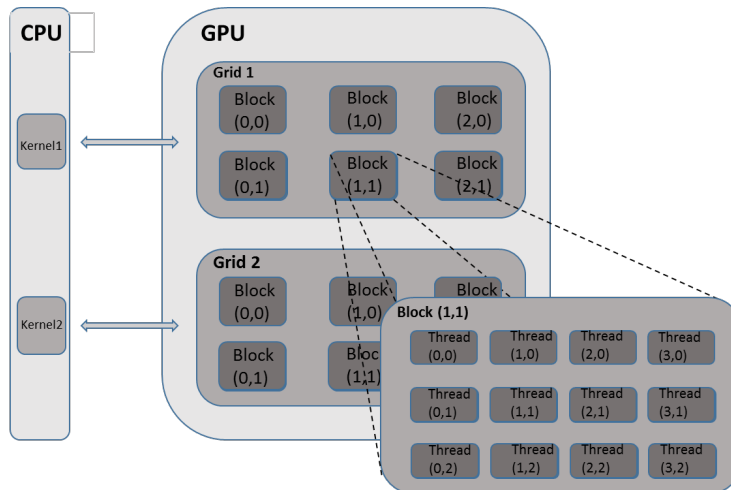 CPU
GPU
Grid 1
Block
(0,0)
Block
(1,0)
Block
(2,0)
Kernel1
Block
(0,1)
Block
(1,1)
Block
(2,1)
Grid 2
Block
(0,0)
Block
(1,0)
Block
Kernel2
Block
(0,1)
Block
(1,1)
Block (1,1)
Thread
(0,0)
Thread
(1,0)
Thread
(2,0)
Thread
(3,0)
Thread
(0,1)
Thread
(1,1)
Thread
(2,1)
Thread
(3,1)
Thread
(0,2)
Thread
(1,2)
Thread
(2,2)
Thread
(3,2)